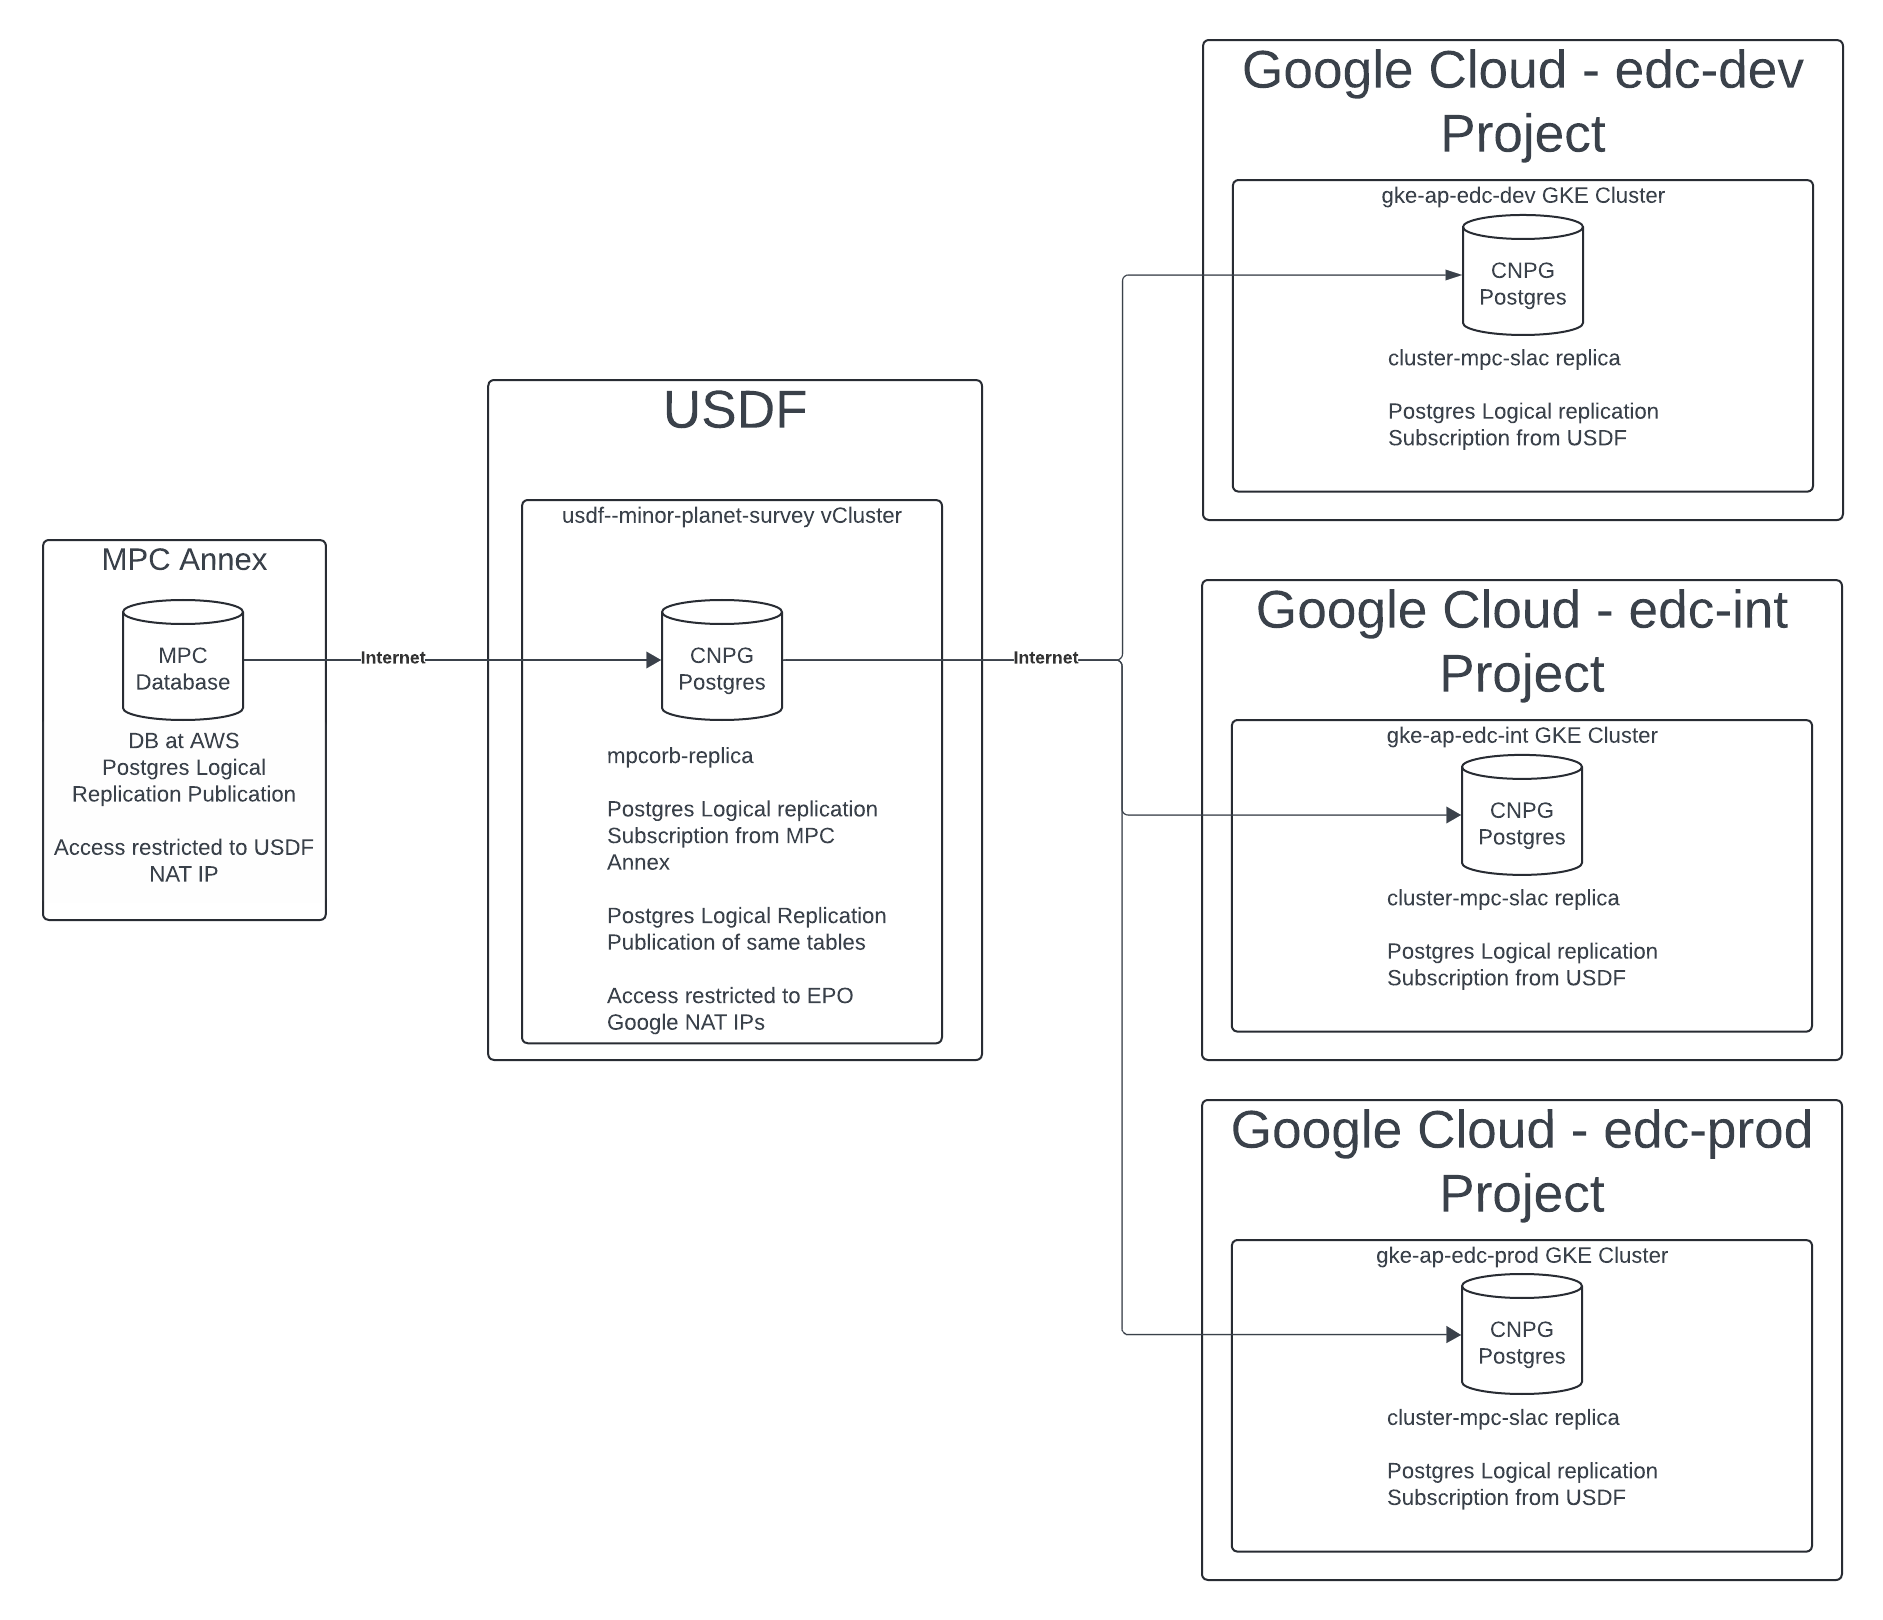 MPC Annex
MPC
Database
DB at AWS
Postgres Logical
Replication Publication
Access restricted to USDF
NAT IP
Internet
USDF
usdf--minor-planet-survey vCluster
CNPG
Postgres
mpcorb-replica
Postgres Logical replication
Subscription from MPC
Annex
Postgres Logical Replication
Publication of same tables
Access restricted to EPO
Google NAT IPs
Internet
Google Cloud - edc-dev
Project
gke-ap-edc-dev GKE Cluster
CNPG
Postgres
cluster-mpc-slac replica
Postgres Logical replication
Subscription from USDF
Google Cloud - edc-int
Project
gke-ap-edc-int GKE Cluster
CNPG
Postgres
cluster-mpc-slac replica
Postgres Logical replication
Subscription from USDF
Google Cloud - edc-prod
Project
gke-ap-edc-prod GKE Cluster
CNPG
Postgres
cluster-mpc-slac replica
Postgres Logical replication
Subscription from USDF